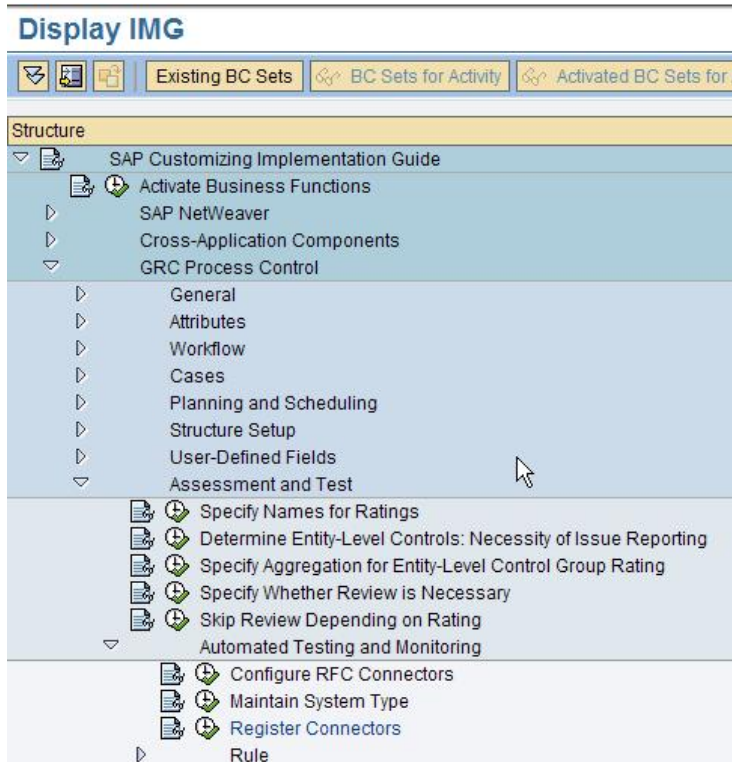 Display IMG
Existing BC Sets BC Sets for Activity Activated BC Sets for
Structure
SAP Customizing Implementation Guide
Activate Business Functions
SAP NetWeaver
Cross-Application Components
GRC Process Control
General
Attributes
Workflow
Cases
Planning and Scheduling
Structure Setup
User-Defined Fields
Assessment and Test
Specify Names for Ratings
Determine Entity-Level Controls: Necessity of Issue Reporting
Specify Aggregation for Entity-Level Control Group Rating
Specify Whether Review is Necessary
Skip Review Depending on Rating
Automated Testing and Monitoring
Configure RFC Connectors
Maintain System Type
Register Connectors
Rule